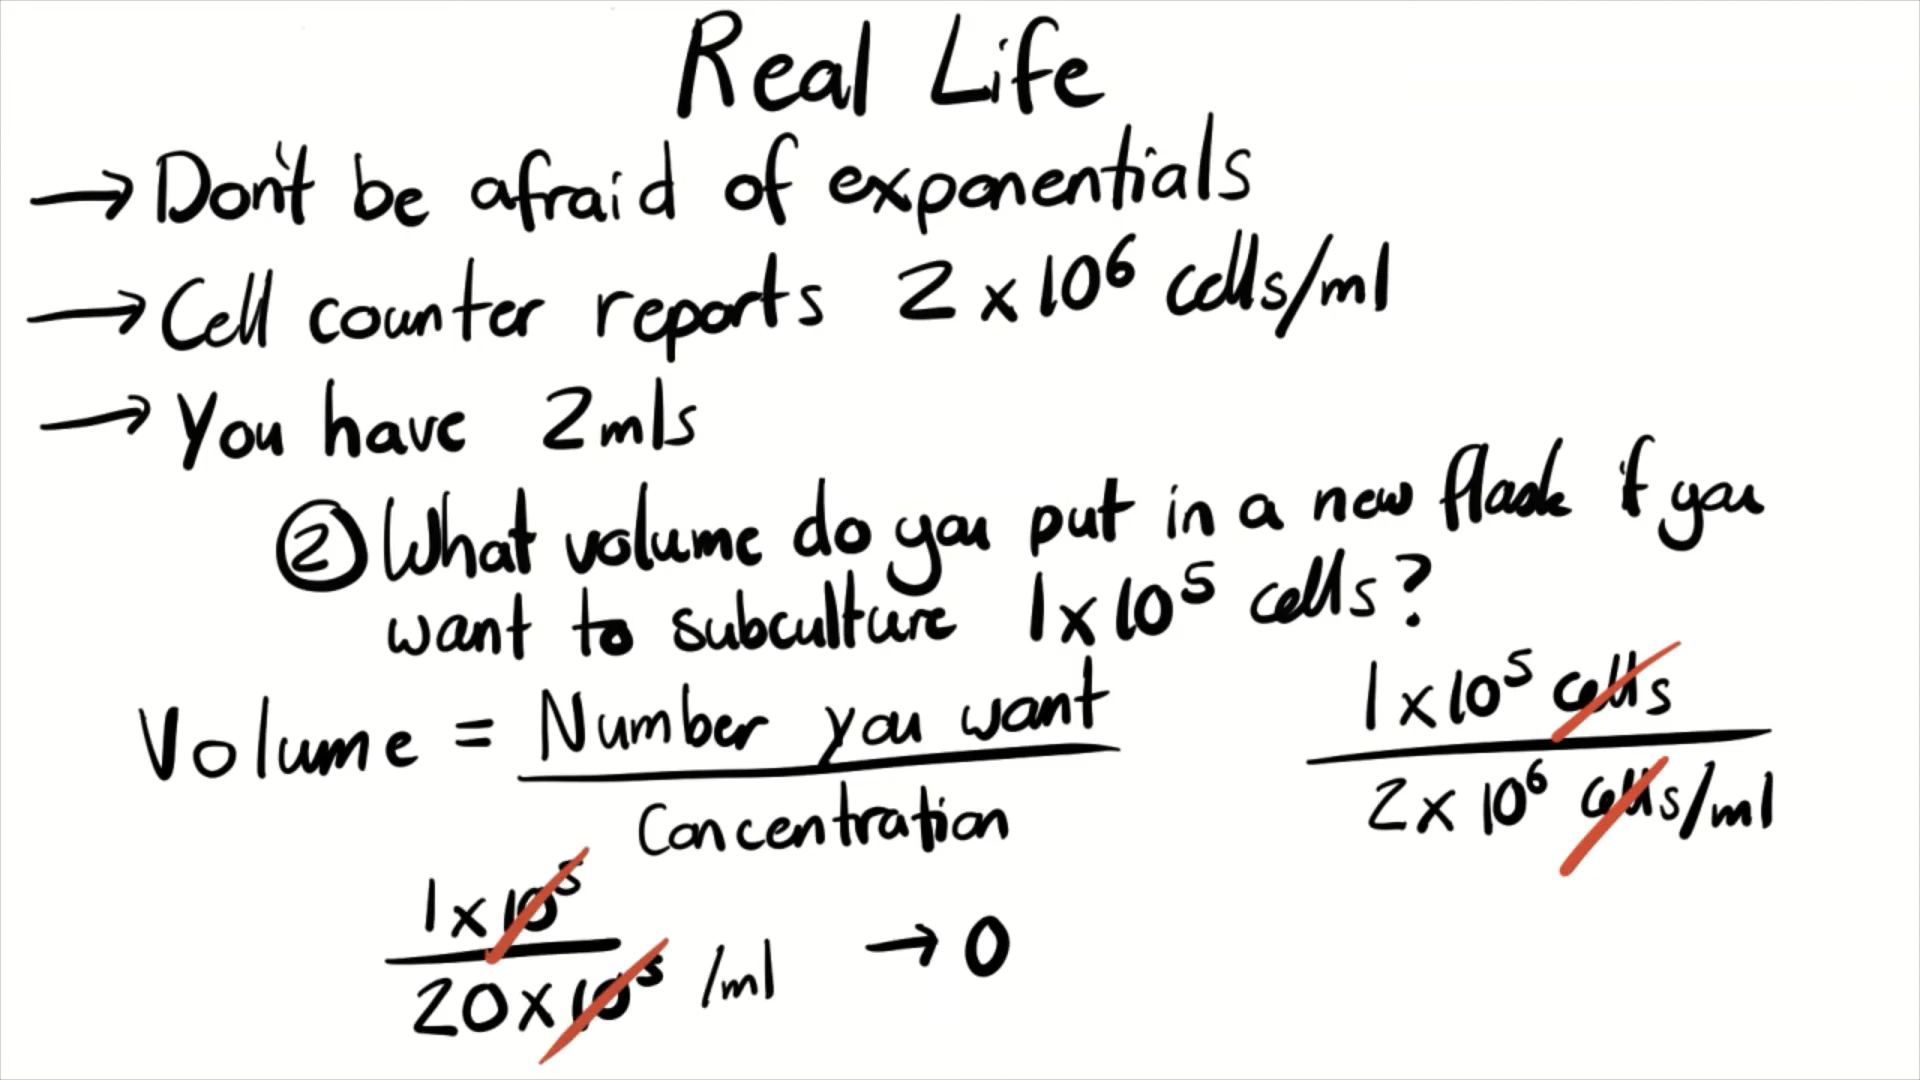 Real Life
→ Don't be afraid of exponentials
→ Cell counter reports 2 x 10⁶ cells/ml
→ You have 2mls
② What volume do you put in a new flask if you
want to subculture 1 x 10⁵ cells?
Volume = Number you want / Concentration
1 x 10⁵ cells
2 x 10⁶ cells/ml
1 x 10⁵
20 x 10⁵ /ml → 0